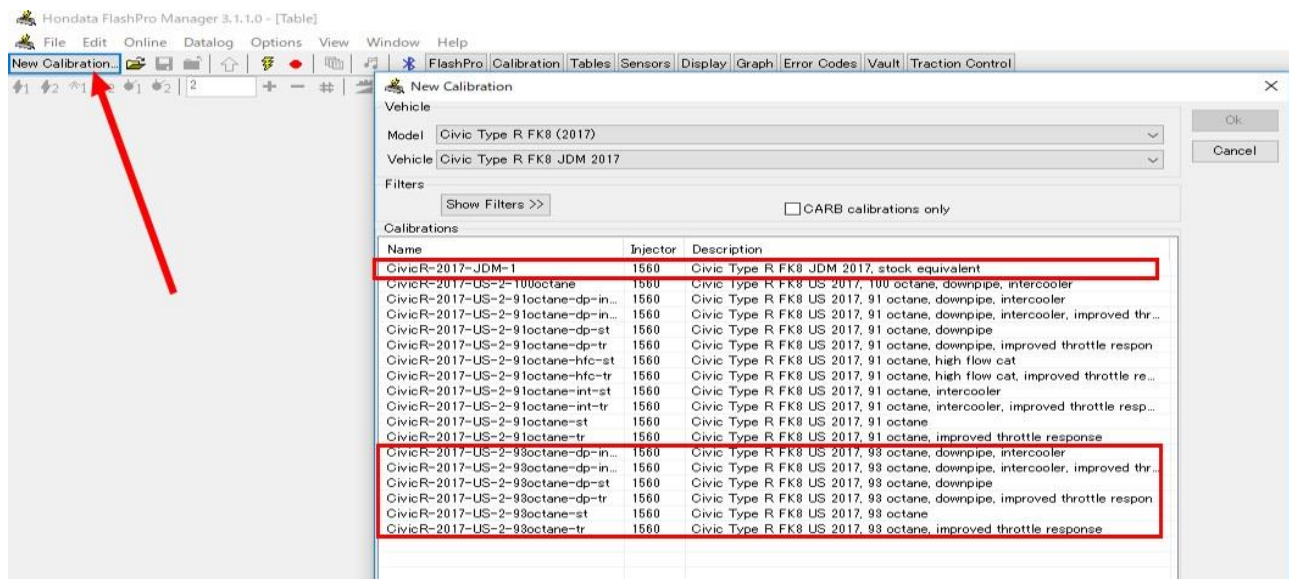 Hondata FlashPro Manager 3.1.1.0 - [Table]
File Edit Online Datalog Options View Window Help
New Calibration... FlashPro Calibration Tables Sensors Display Graph Error Codes Vault Traction Control
1 2 1 2 1 2 2
New Calibration
Vehicle
Model Civic Type R FK8 (2017)
Ok
Vehicle Civic Type R FK8 JDM 2017
Cancel
Filters
Show Filters >> CARB calibrations only
Calibrations
Name Injector Description
CivicR-2017-JDM-1 1560 Civic Type R FK8 JDM 2017, stock equivalent
CivicR-2017-US-2-100octane 1560 Civic Type R FK8 US 2017, 100 octane, downpipe, intercooler
CivicR-2017-US-2-91octane-dp-in... 1560 Civic Type R FK8 US 2017, 91 octane, downpipe, intercooler
CivicR-2017-US-2-91octane-dp-in... 1560 Civic Type R FK8 US 2017, 91 octane, downpipe, intercooler, improved thr...
CivicR-2017-US-2-91octane-dp-st 1560 Civic Type R FK8 US 2017, 91 octane, downpipe
CivicR-2017-US-2-91octane-dp-tr 1560 Civic Type R FK8 US 2017, 91 octane, downpipe, improved throttle respon
CivicR-2017-US-2-91octane-hfc-st 1560 Civic Type R FK8 US 2017, 91 octane, high flow cat
CivicR-2017-US-2-91octane-hfc-tr 1560 Civic Type R FK8 US 2017, 91 octane, high flow cat, improved throttle re...
CivicR-2017-US-2-91octane-int-st 1560 Civic Type R FK8 US 2017, 91 octane, intercooler
CivicR-2017-US-2-91octane-int-tr 1560 Civic Type R FK8 US 2017, 91 octane, intercooler, improved throttle resp...
CivicR-2017-US-2-91octane-st 1560 Civic Type R FK8 US 2017, 91 octane
CivicR-2017-US-2-91octane-tr 1560 Civic Type R FK8 US 2017, 91 octane, improved throttle response
CivicR-2017-US-2-93octane-dp-in... 1560 Civic Type R FK8 US 2017, 93 octane, downpipe, intercooler
CivicR-2017-US-2-93octane-dp-in... 1560 Civic Type R FK8 US 2017, 93 octane, downpipe, intercooler, improved thr...
CivicR-2017-US-2-93octane-dp-st 1560 Civic Type R FK8 US 2017, 93 octane, downpipe
CivicR-2017-US-2-93octane-dp-tr 1560 Civic Type R FK8 US 2017, 93 octane, downpipe, improved throttle respon
CivicR-2017-US-2-93octane-st 1560 Civic Type R FK8 US 2017, 93 octane
CivicR-2017-US-2-93octane-tr 1560 Civic Type R FK8 US 2017, 93 octane, improved throttle response